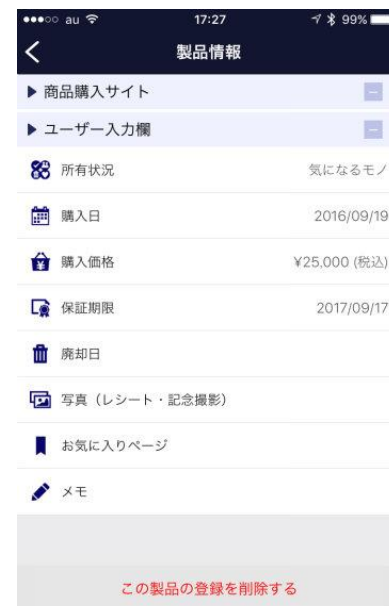 au 17:27 99%
製品情報
商品購入サイト
ユーザー入力欄
所有状況 気になるモノ
購入日 2016/09/19
購入価格 ¥25,000 (税込)
保証期限 2017/09/17
廃却日
写真（レシート・記念撮影）
お気に入りページ
メモ
この製品の登録を削除する